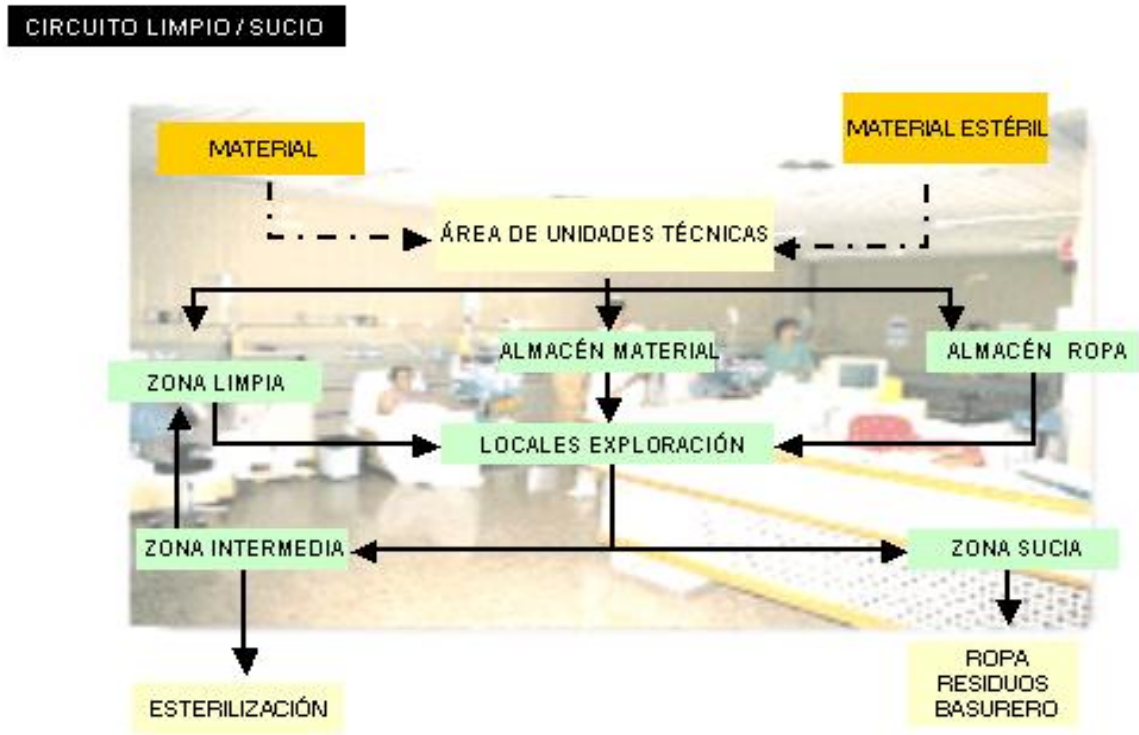 CIRCUITO LIMPIO / SUCIO
MATERIAL
MATERIAL ESTÉRIL
ÁREA DE UNIDADES TÉCNICAS
ZONA LIMPIA
ALMACÉN MATERIAL
ALMACÉN ROPA
LOCALES EXPLORACIÓN
ZONA INTERMEDIA
ZONA SUCIA
ESTERILIZACIÓN
ROPA
RESIDUOS
BASURERO